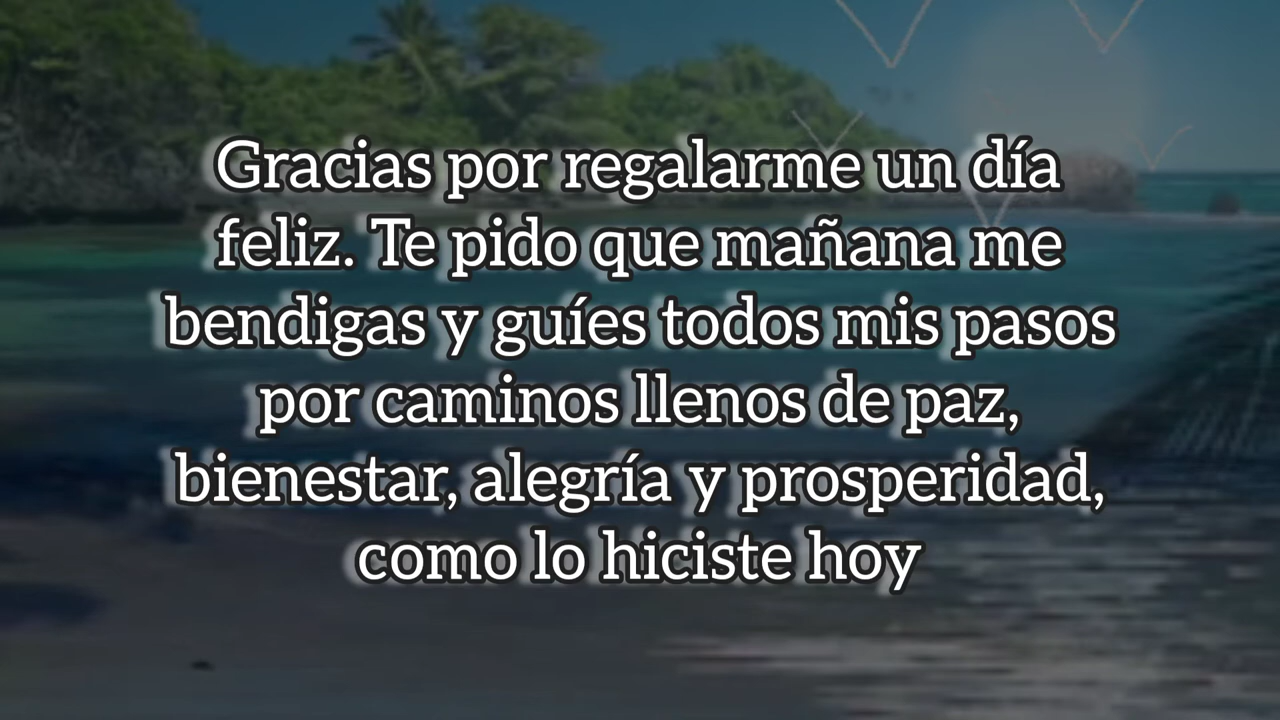 Gracias por regalarme un día
feliz. Te pido que mañana me
bendigas y guíes todos mis pasos
por caminos llenos de paz,
bienestar, alegría y prosperidad,
como lo hiciste hoy